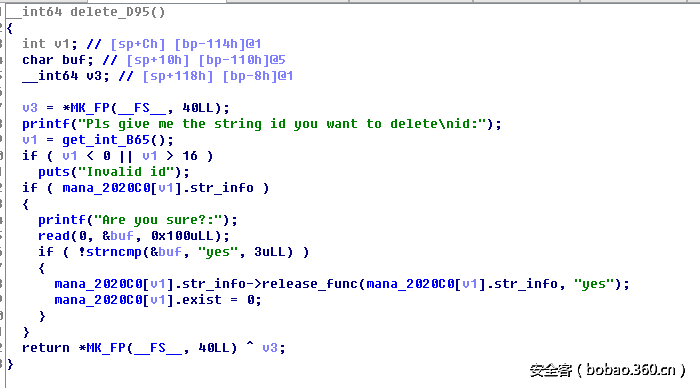 __int64 delete_D95()
{
  int v1; // [sp+Ch] [bp-114h]@1
  char buf; // [sp+10h] [bp-110h]@5
  __int64 v3; // [sp+118h] [bp-8h]@1
  v3 = *MK_FP(__FS__, 40LL);
  printf("Pls give me the string id you want to delete\nid:");
  v1 = get_int_B65();
  if ( v1 < 0 || v1 > 16 )
    puts("Invalid id");
  if ( mana_2020C0[v1].str_info )
  {
    printf("Are you sure?:");
    read(0, &buf, 0x100uLL);
    if ( !strncmp(&buf, "yes", 3uLL) )
    {
      mana_2020C0[v1].str_info->release_func(mana_2020C0[v1].str_info, "yes");
      mana_2020C0[v1].exist = 0;
    }
  }
  return *MK_FP(__FS__, 40LL) ^ v3;
}
安全客 ( bobao.360.cn )